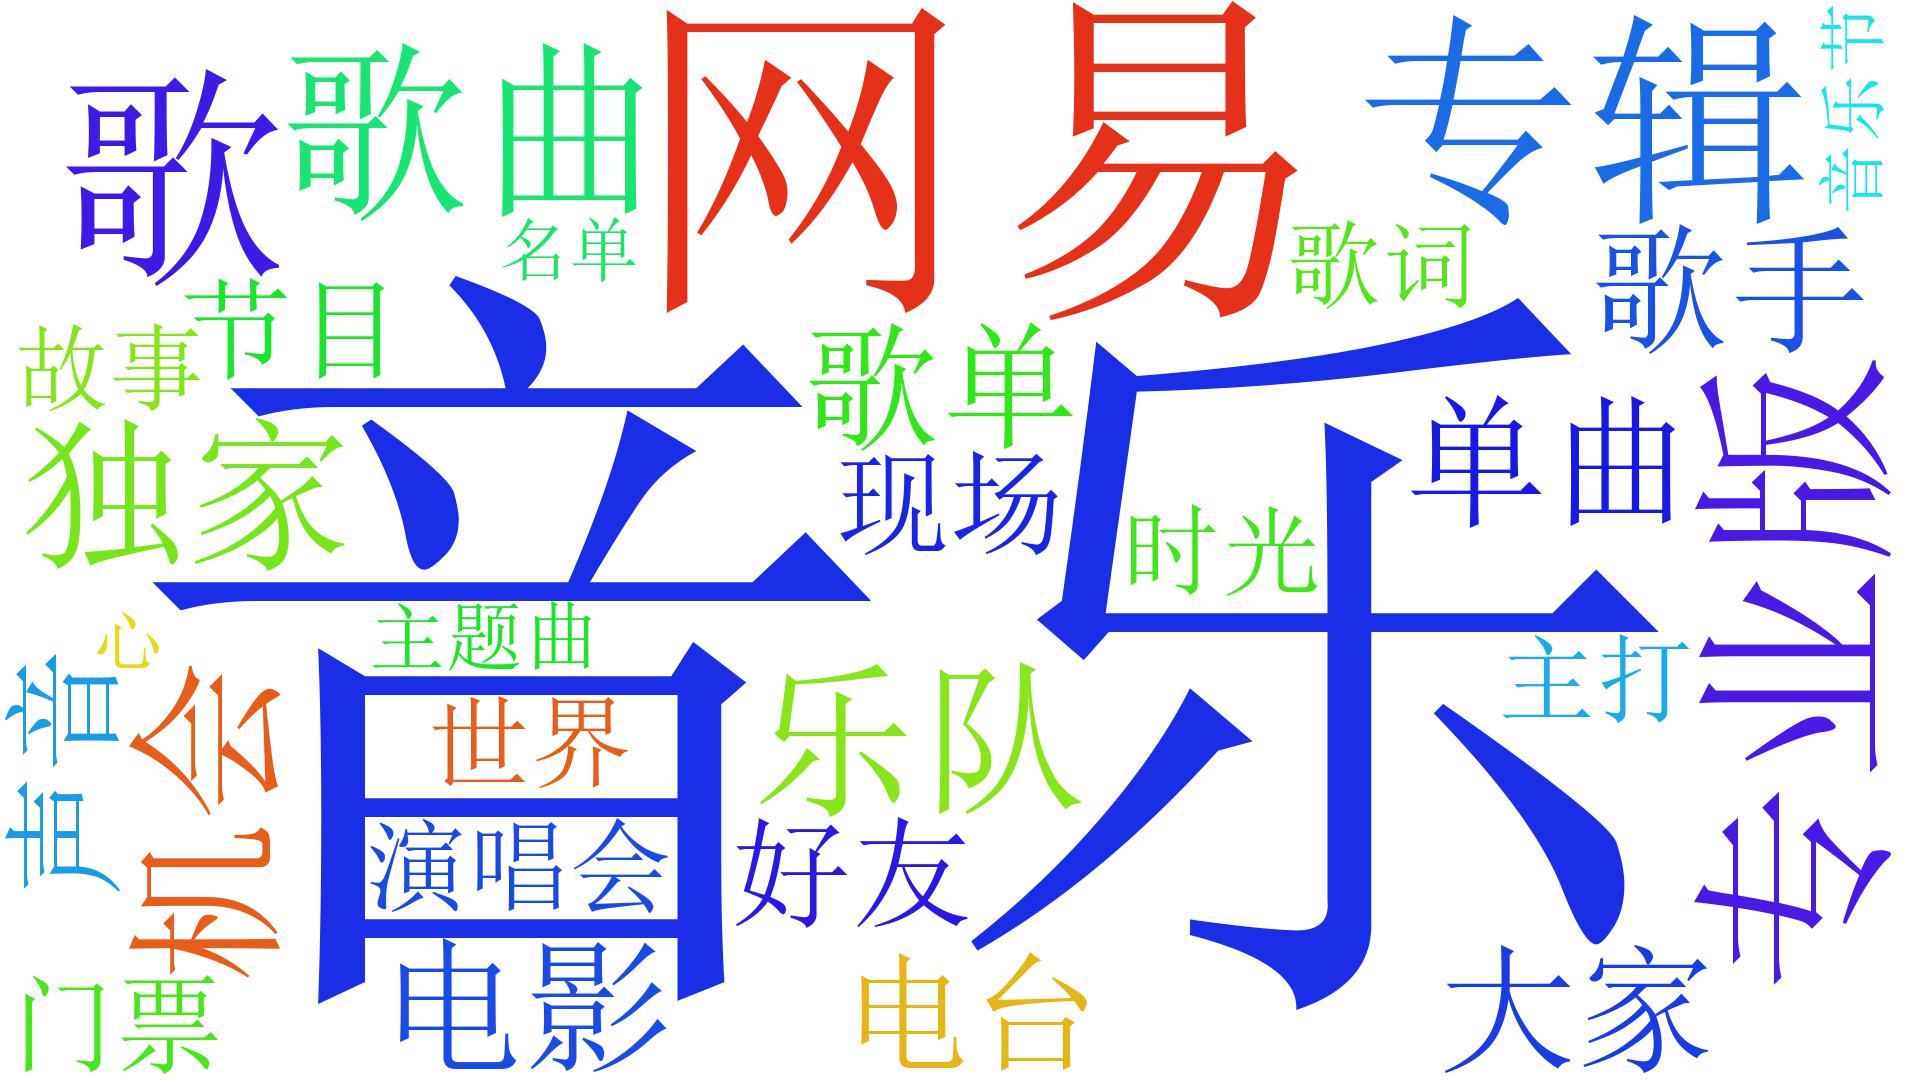 歌
歌曲
网易
专辑
音乐节
名单
歌词
歌手
节目
故事
音乐
歌单
独家
现场
单曲
时光
专业级
心
主题曲
主打
声音
机会
世界
乐队
演唱会
好友
电影
电台
大家
门票